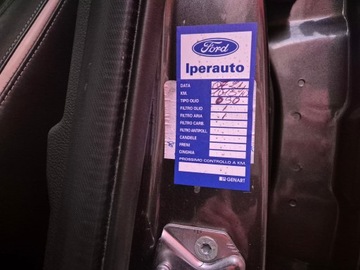 Ford
Iperauto
DATA
KM.
TIPO OLIO
FILTRO OLIO
FILTRO ARIA
FILTRO CARB.
FILTRO ANTIPOLL.
CANDELE
FRENI
CINGHIA
PROSSIMO CONTROLLO A KM.
GENART